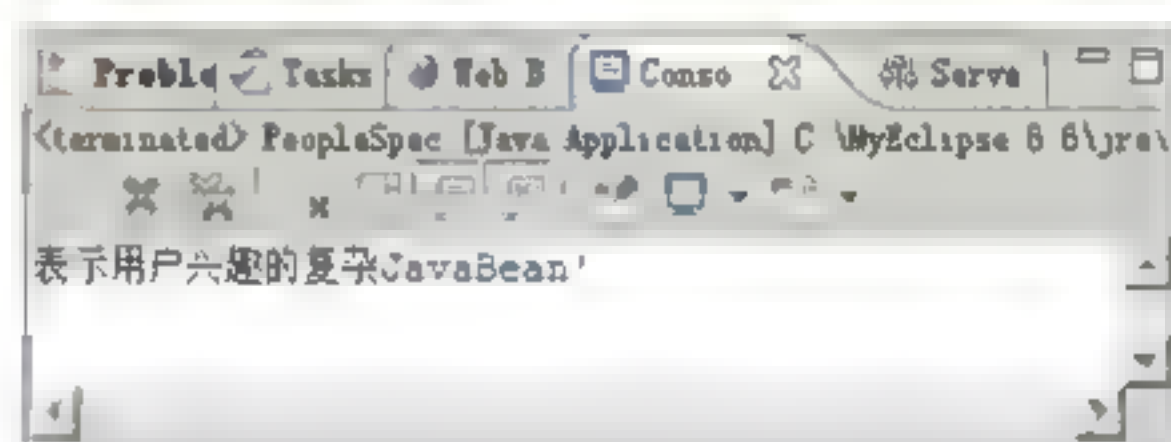 Proble Tasks Web B Conso Serve
<terminated> PeopleSpec [Java Application] C \MyEclipse 6 6\jre\
表示用户兴趣的复杂JavaBean!